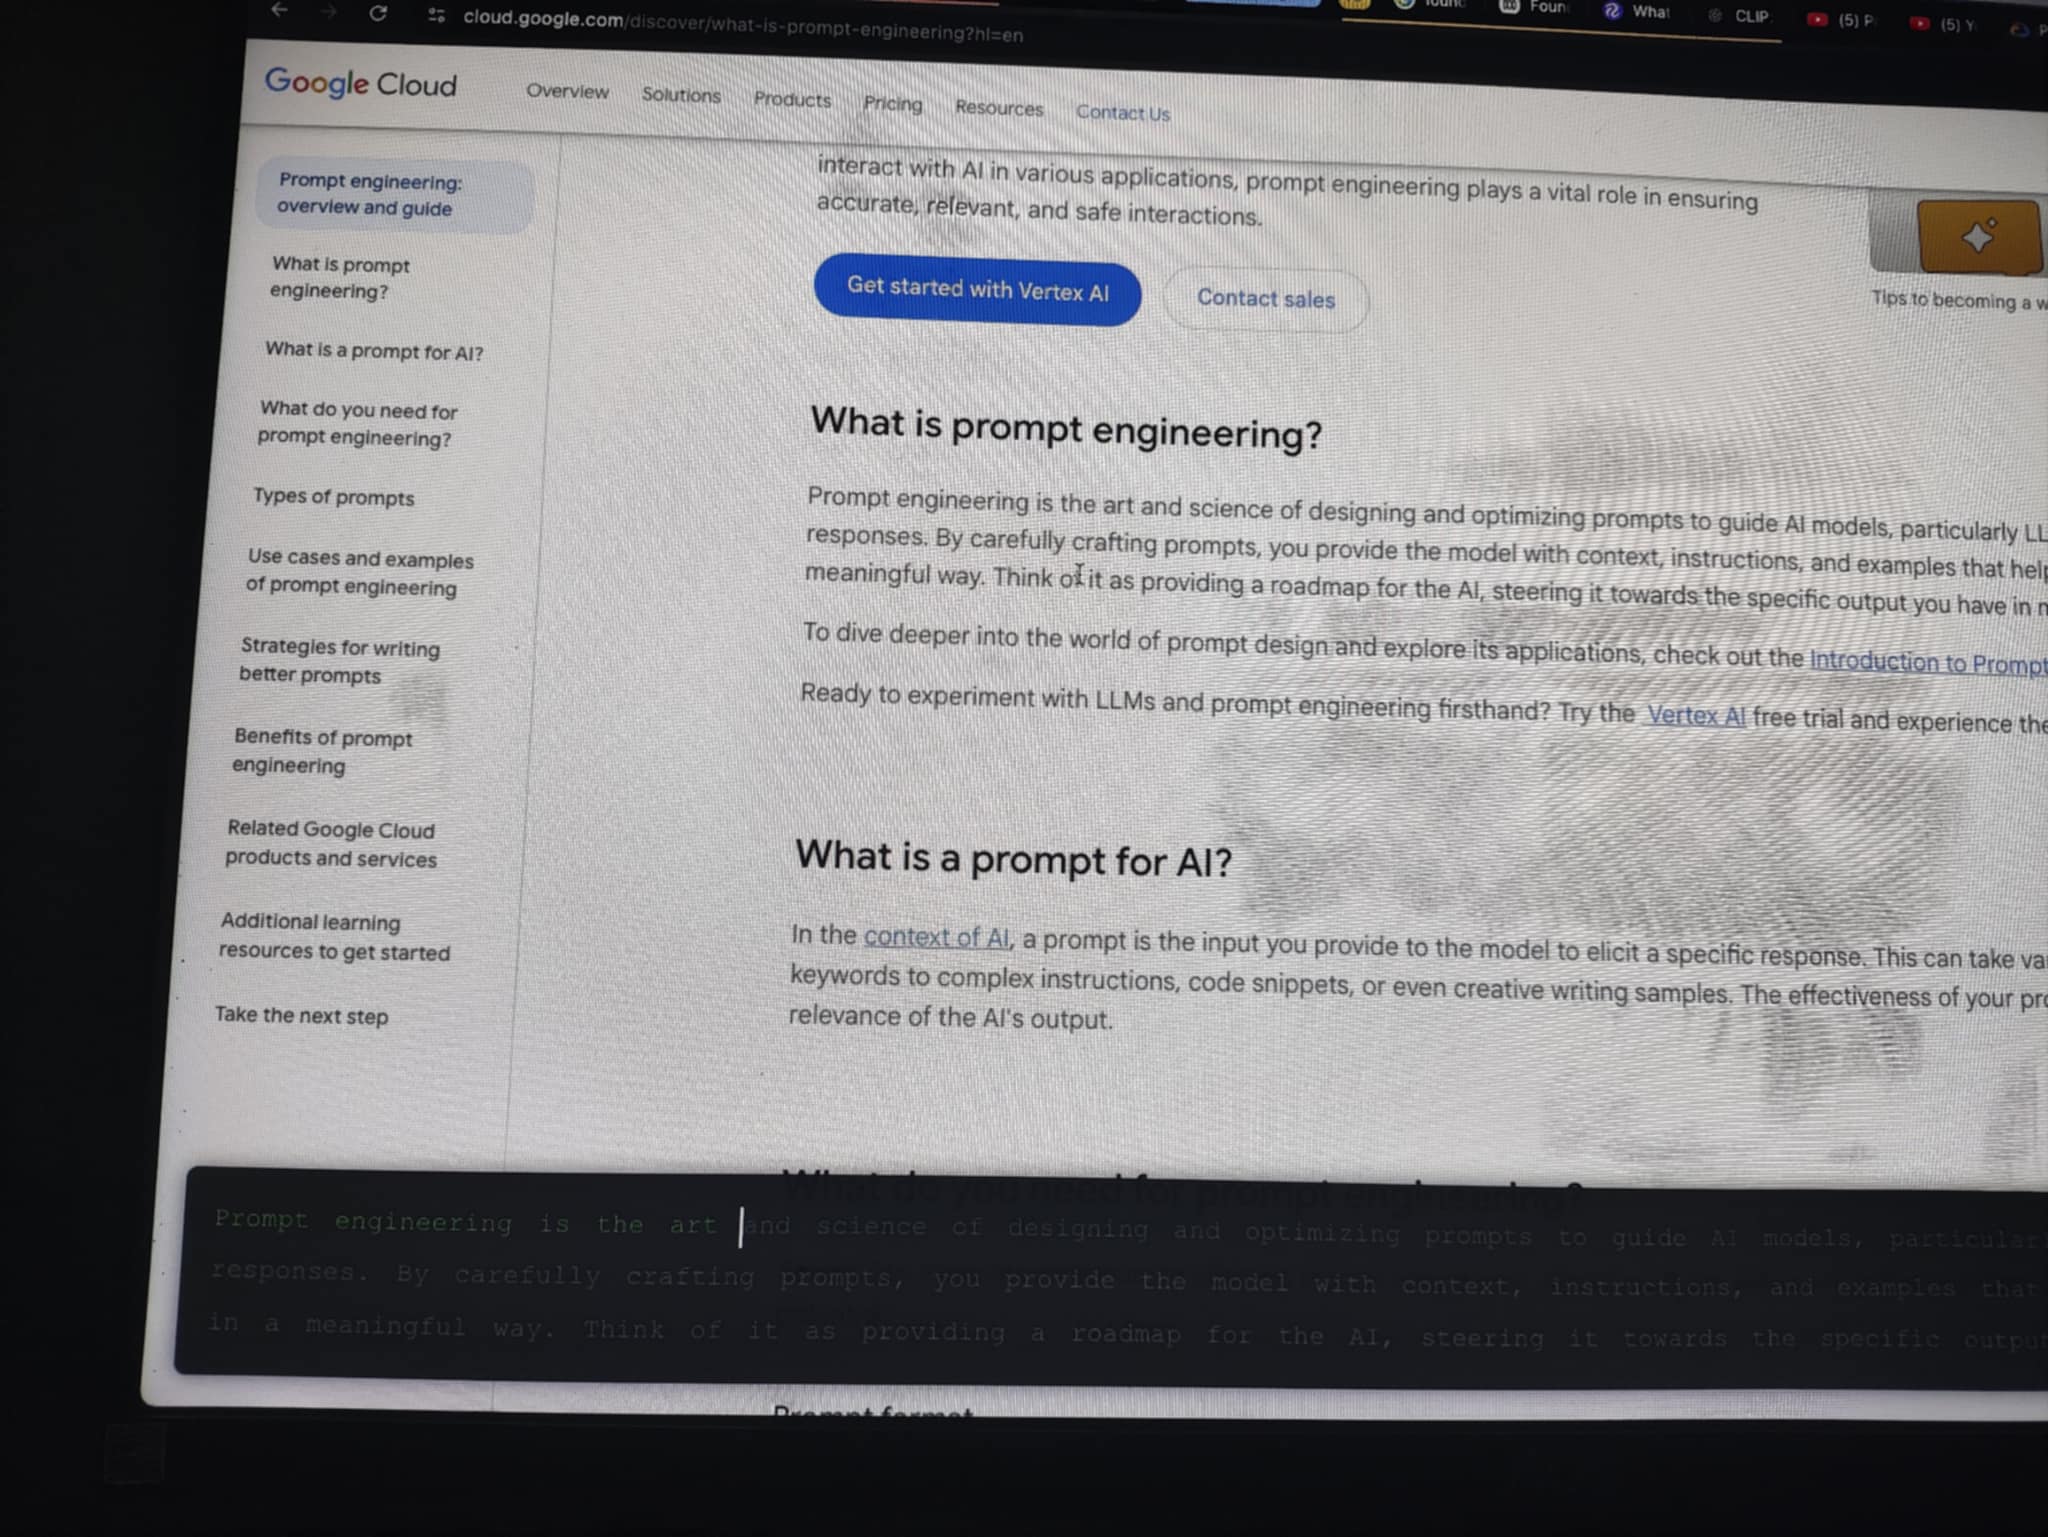 cloud.google.com/discover/what-is-prompt-engineering?hl=en
Foun
What
CLIP
(5) P
(5) Y
Google Cloud
Overview
Solutions
Products
Pricing
Resources
Contact Us
Prompt engineering:
overview and guide
What is prompt
engineering?
What is a prompt for AI?
What do you need for
prompt engineering?
Types of prompts
Use cases and examples
of prompt engineering
Strategies for writing
better prompts
Benefits of prompt
engineering
Related Google Cloud
products and services
Additional learning
resources to get started
Take the next step
interact with AI in various applications, prompt engineering plays a vital role in ensuring
accurate, relevant, and safe interactions.
Get started with Vertex AI
Contact sales
Tips to becoming a w
What is prompt engineering?
Prompt engineering is the art and science of designing and optimizing prompts to guide AI models, particularly LL
responses. By carefully crafting prompts, you provide the model with context, instructions, and examples that help
meaningful way. Think of it as providing a roadmap for the AI, steering it towards the specific output you have in
To dive deeper into the world of prompt design and explore its applications, check out the Introduction to Prompt
Ready to experiment with LLMs and prompt engineering firsthand? Try the Vertex AI free trial and experience the
What is a prompt for AI?
In the context of AI, a prompt is the input you provide to the model to elicit a specific response. This can take va
keywords to complex instructions, code snippets, or even creative writing samples. The effectiveness of your pro
relevance of the AI's output.
What do you need for prompt engineering?
Prompt engineering is the art and science of designing and optimizing prompts to guide AI models, particular
responses. By carefully crafting prompts, you provide the model with context, instructions, and examples that
in a meaningful way. Think of it as providing a roadmap for the AI, steering it towards the specific outpu
Prompt format